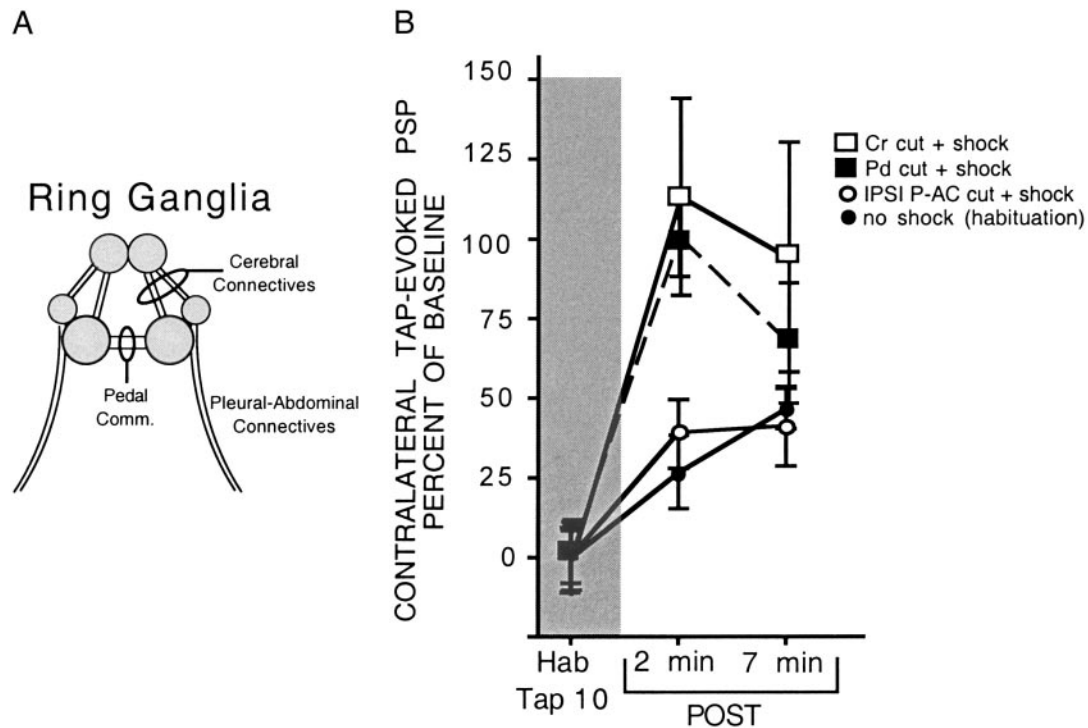 A
Ring Ganglia
Cerebral
Connectives
Pedal
Comm.
Pleural-Abdominal
Connectives
B
CONTRALATERAL TAP-EVOKED PSP
PERCENT OF BASELINE
150
125
100
75
50
25
0
Hab
Tap 10
2 min
7 min
POST
Cr cut + shock
Pd cut + shock
IPSI P-AC cut + shock
no shock (habituation)